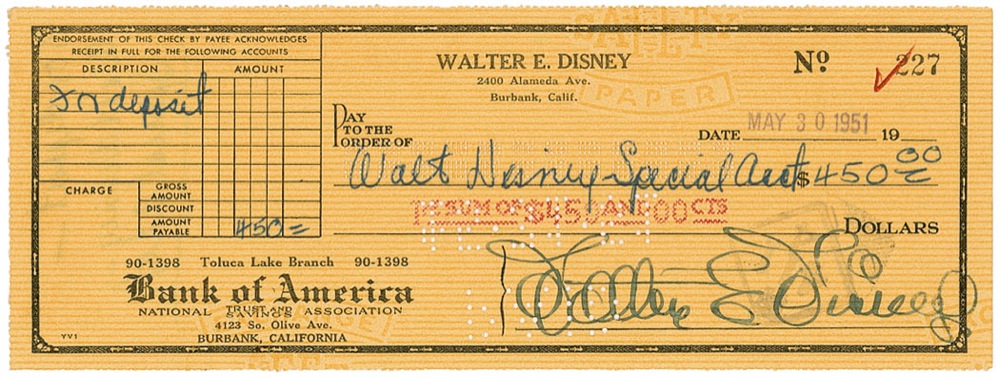 ENDORSEMENT OF THIS CHECK BY PAYEE ACKNOWLEDGES
RECEIPT IN FULL FOR THE FOLLOWING ACCOUNTS
DESCRIPTION AMOUNT
For deposit
CHARGE
GROSS AMOUNT
DISCOUNT
AMOUNT PAYABLE 450=
WALTER E. DISNEY
2400 Alameda Ave.
Burbank, Calif.
Nº 227
SAFETY
PAPER
DATE MAY 30 1951 19
PAY
TO THE
ORDER OF
Walt Disney Special Acct $450 00
THE SUM OF $450 AND 00 CTS
DOLLARS
90-1398 Toluca Lake Branch 90-1398
Bank of America
NATIONAL TRUST AND SAVINGS ASSOCIATION
4123 So. Olive Ave.
BURBANK, CALIFORNIA
VV1
Walter E Disney